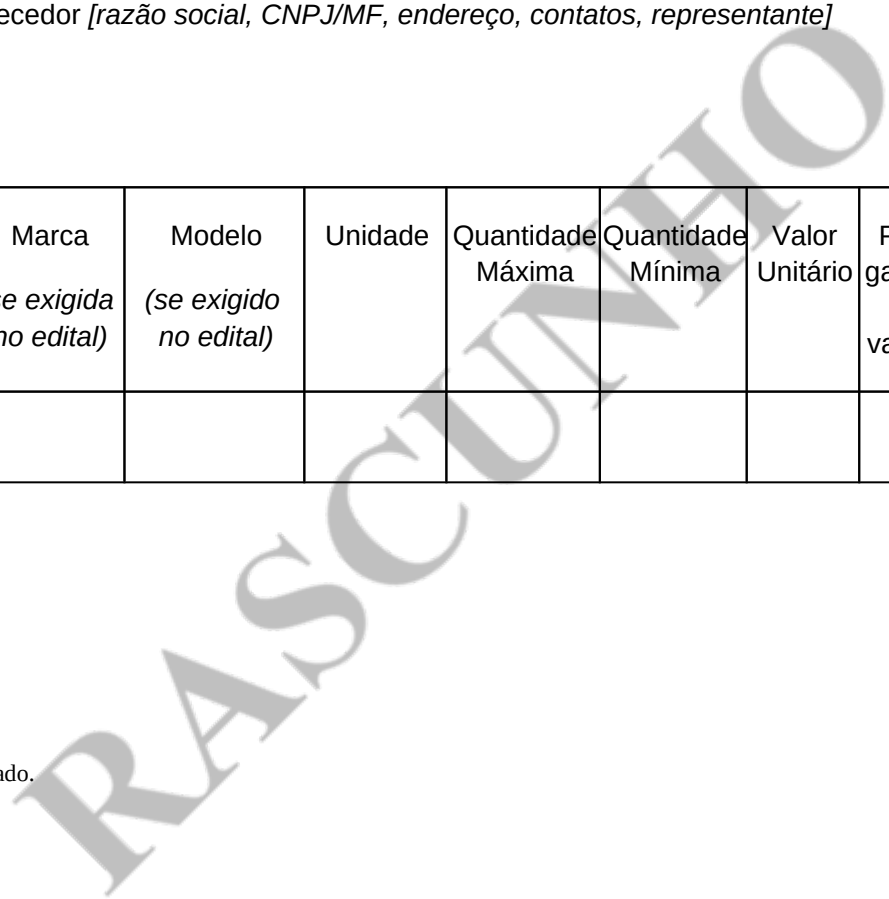 ecedor [razão social, CNPJ/MF, endereço, contatos, representante]
Marca Modelo Unidade Quantidade Quantidade Valor
Máxima Mínima Unitário
e exigida (se exigido
no edital) no edital)
RASCUNHO
ado.